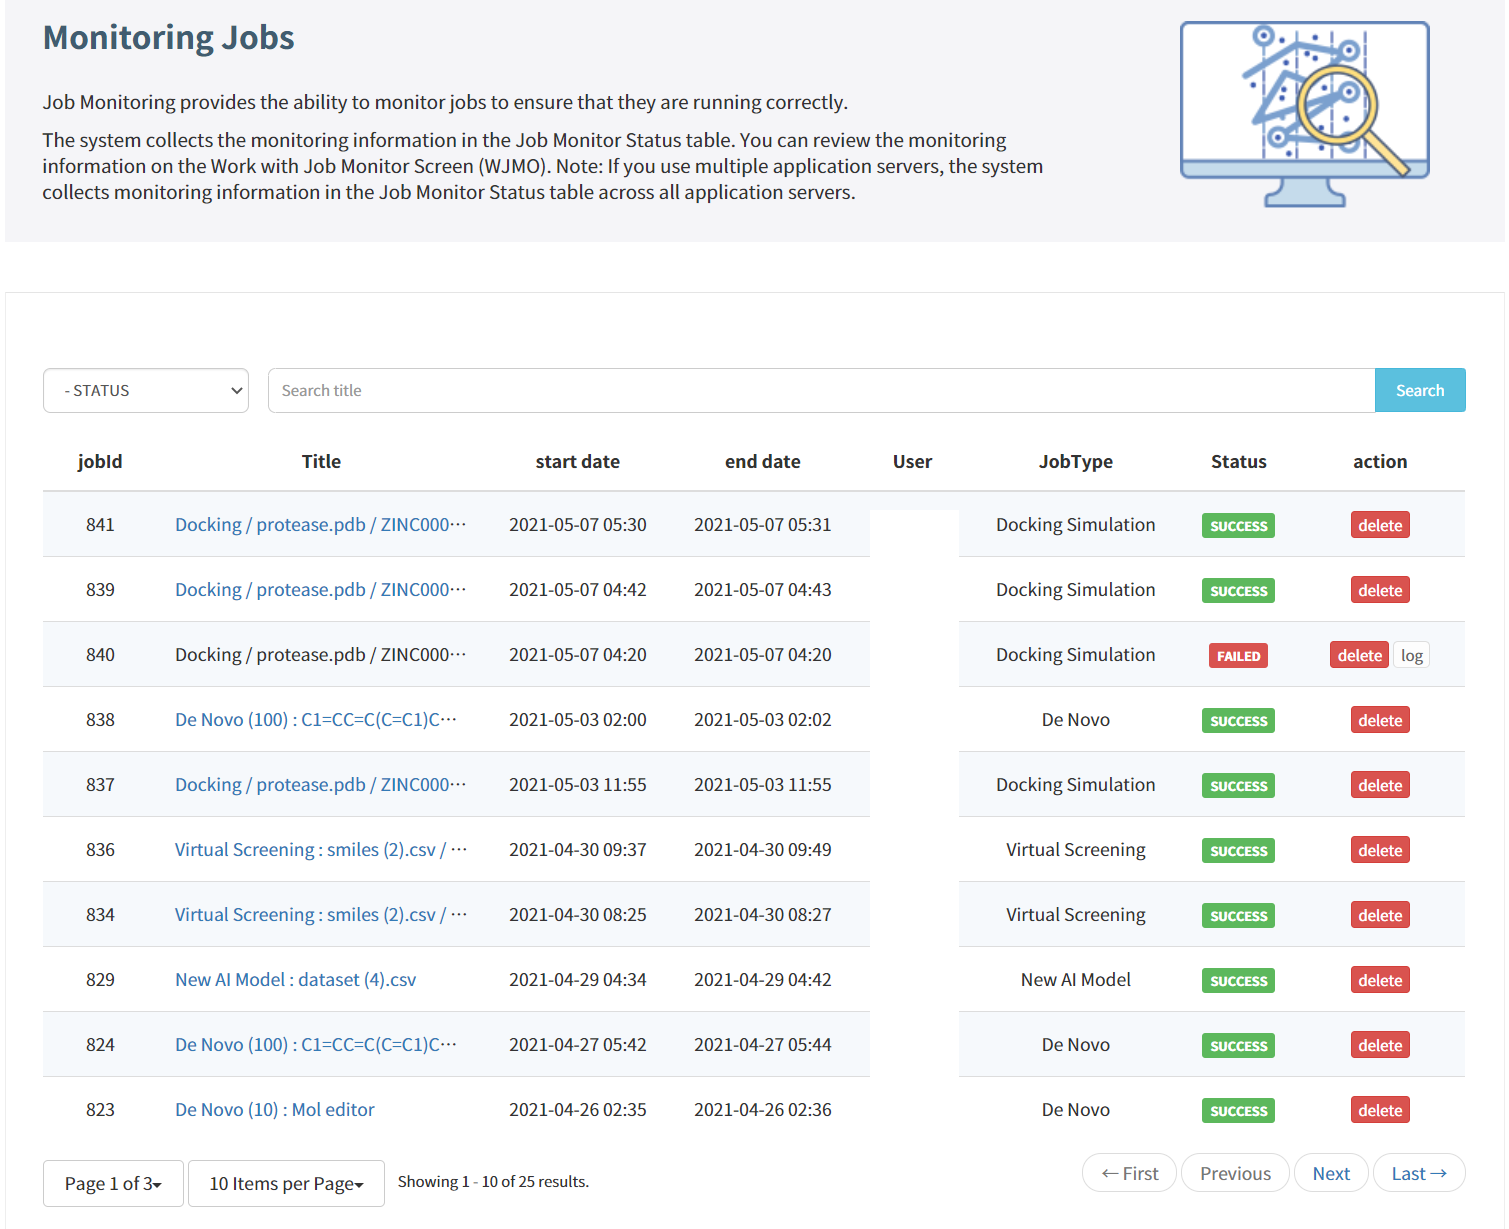 Monitoring Jobs
Job Monitoring provides the ability to monitor jobs to ensure that they are running correctly.
The system collects the monitoring information in the Job Monitor Status table. You can review the monitoring
information on the Work with Job Monitor Screen (WJMO). Note: If you use multiple application servers, the system
collects monitoring information in the Job Monitor Status table across all application servers.
- STATUS Search title Search
jobId Title start date end date User JobType Status action
841 Docking / protease.pdb / ZINC000··· 2021-05-07 05:30 2021-05-07 05:31 Docking Simulation SUCCESS delete
839 Docking / protease.pdb / ZINC000··· 2021-05-07 04:42 2021-05-07 04:43 Docking Simulation SUCCESS delete
840 Docking / protease.pdb / ZINC000··· 2021-05-07 04:20 2021-05-07 04:20 Docking Simulation FAILED delete log
838 De Novo (100) : C1=CC=C(C=C1)C··· 2021-05-03 02:00 2021-05-03 02:02 De Novo SUCCESS delete
837 Docking / protease.pdb / ZINC000··· 2021-05-03 11:55 2021-05-03 11:55 Docking Simulation SUCCESS delete
836 Virtual Screening : smiles (2).csv / ··· 2021-04-30 09:37 2021-04-30 09:49 Virtual Screening SUCCESS delete
834 Virtual Screening : smiles (2).csv / ··· 2021-04-30 08:25 2021-04-30 08:27 Virtual Screening SUCCESS delete
829 New AI Model : dataset (4).csv 2021-04-29 04:34 2021-04-29 04:42 New AI Model SUCCESS delete
824 De Novo (100) : C1=CC=C(C=C1)C··· 2021-04-27 05:42 2021-04-27 05:44 De Novo SUCCESS delete
823 De Novo (10) : Mol editor 2021-04-26 02:35 2021-04-26 02:36 De Novo SUCCESS delete
Page 1 of 3 10 Items per Page Showing 1 - 10 of 25 results. ← First Previous Next Last →